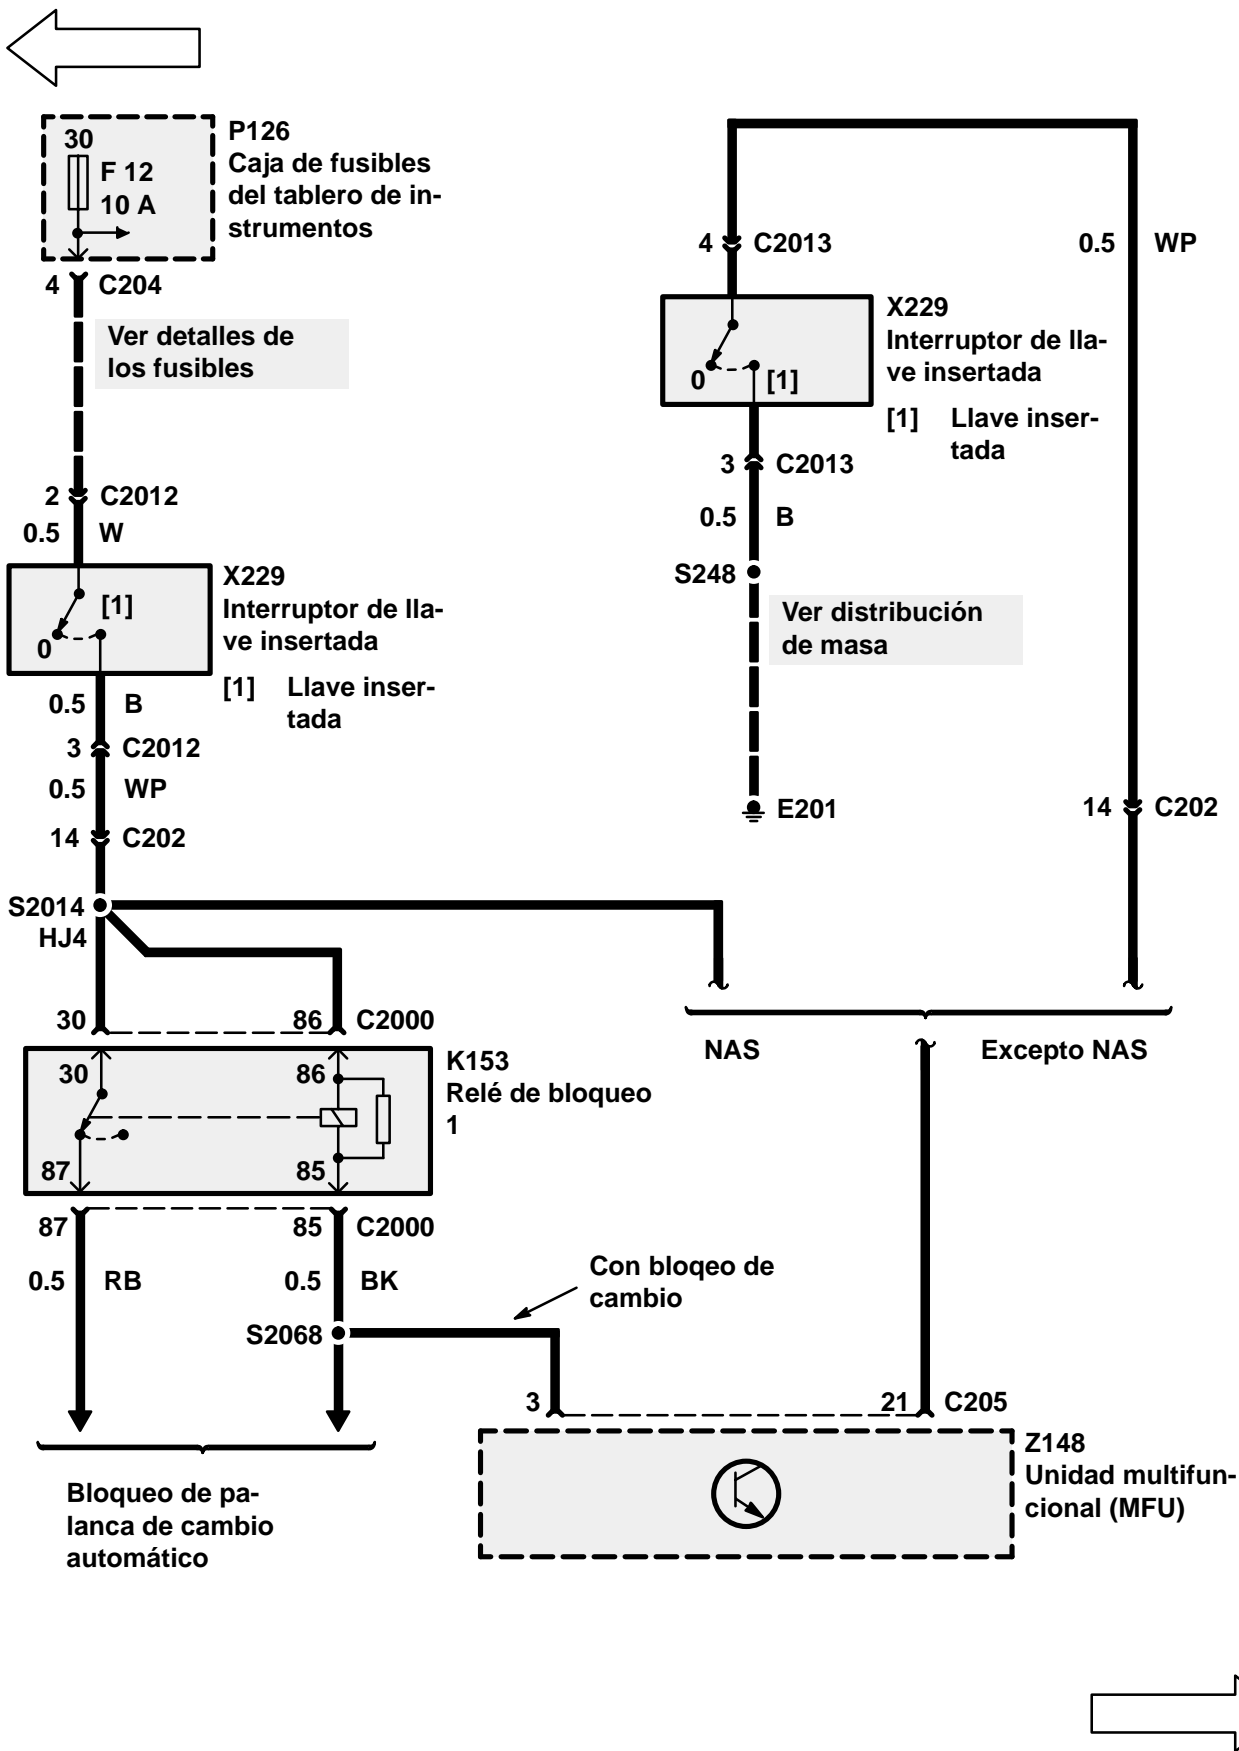 30
F 12
10 A
P126
Caja de fusibles
del tablero de in-
strumentos
4 C204
Ver detalles de
los fusibles
2 C2012
0.5 W
[1]
0
X229
Interruptor de lla-
ve insertada
[1] Llave inser-
tada
0.5 B
3 C2012
0.5 WP
14 C202
S2014
HJ4
4 C2013
0.5 WP
0 [1]
X229
Interruptor de lla-
ve insertada
[1] Llave inser-
tada
3 C2013
0.5 B
S248
Ver distribución
de masa
E201
14 C202
30 86 C2000
NAS Excepto NAS
30 86
87 85
K153
Relé de bloqueo
1
87 85 C2000
0.5 RB 0.5 BK
Con bloqeo de
cambio
S2068
3 21 C205
Z148
Unidad multifun-
cional (MFU)
Bloqueo de pa-
lanca de cambio
automático